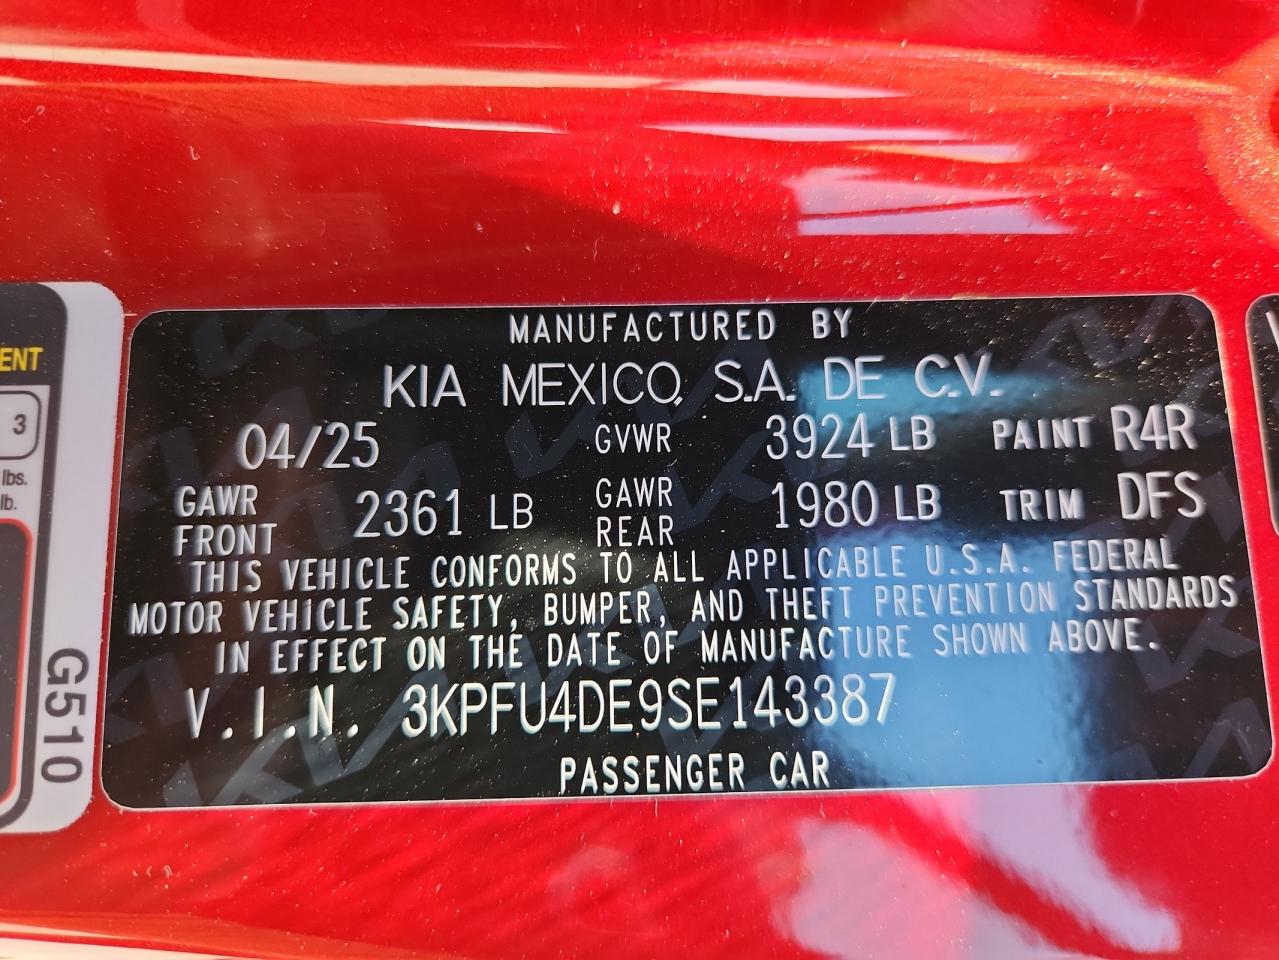 MANUFACTURED BY
KIA MEXICO, S.A. DE C.V.
04/25 GVWR 3924 LB PAINT R4R
GAWR FRONT 2361 LB GAWR REAR 1980 LB TRIM DFS
THIS VEHICLE CONFORMS TO ALL APPLICABLE U.S.A. FEDERAL
MOTOR VEHICLE SAFETY, BUMPER, AND THEFT PREVENTION STANDARDS
IN EFFECT ON THE DATE OF MANUFACTURE SHOWN ABOVE.
V.I.N. 3KPFU4DE9SE143387
PASSENGER CAR
ENT
3
lbs.
lb.
G510